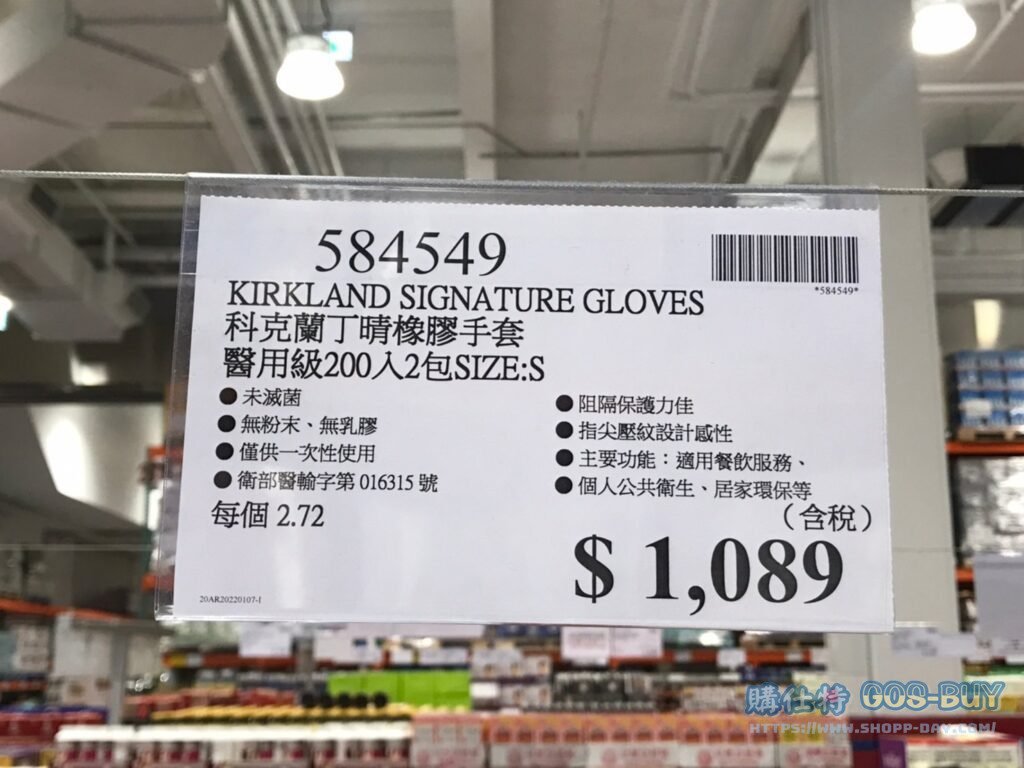 584549
*584549*
KIRKLAND SIGNATURE GLOVES
科克蘭丁晴橡膠手套
醫用級200入2包SIZE:S
● 未滅菌
● 無粉末、無乳膠
● 僅供一次性使用
● 衛部醫輸字第 016315 號
● 阻隔保護力佳
● 指尖壓紋設計感性
● 主要功能：適用餐飲服務、
● 個人公共衛生、居家環保等
每個 2.72
（含稅）
$ 1,089
20AR20220107-1
購仕特 GOS-BUY
HTTPS://WWW.SHOPP-DAY.COM/